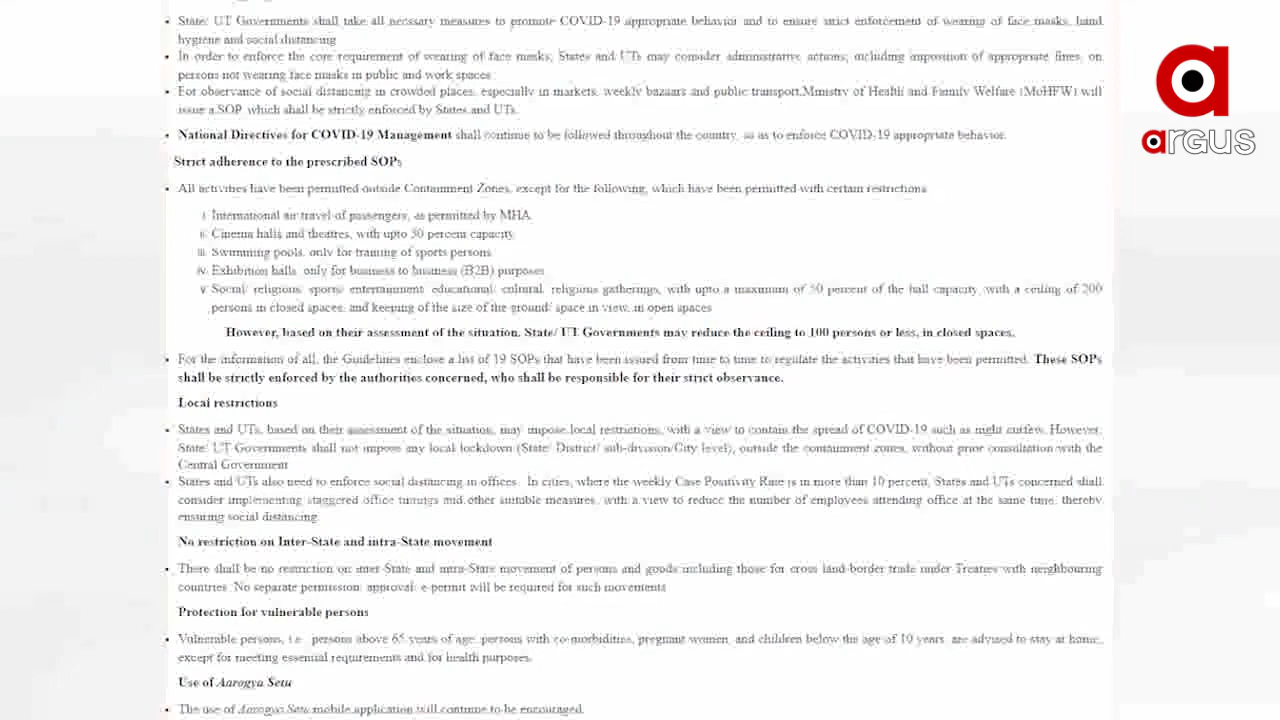 • State/ UT Governments shall take all necssary measures to promote COVID-19 appropriate behavior and to ensure strict enforcement of wearing of face masks, hand
hygiene and social distancing.
• In order to enforce the core requirement of wearing of face masks, States and UTs may consider administrative actions, including imposition of appropriate fines, on
persons not wearing face masks in public and work spaces.
• For observance of social distancing in crowded places, especially in markets, weekly bazaars and public transport,Ministry of Health and Family Welfare (MoHFW) will
issue a SOP, which shall be strictly enforced by States and UTs.
• National Directives for COVID-19 Management shall continue to be followed throughout the country, so as to enforce COVID-19 appropriate behavior.
Strict adherence to the prescribed SOPs
• All activities have been permitted outside Containment Zones, except for the following, which have been permitted with certain restrictions:
i. International air travel of passengers, as permitted by MHA.
ii. Cinema halls and theatres, with upto 50 percent capacity.
iii. Swimming pools, only for training of sports persons.
iv. Exhibition halls, only for business to business (B2B) purposes.
v. Social/ religious/ sports/ entertainment/ educational/ cultural/ religious gatherings, with upto a maximum of 50 percent of the hall capacity, with a ceiling of 200
persons in closed spaces; and keeping of the size of the ground/ space in view, in open spaces.
However, based on their assessment of the situation, State/ UT Governments may reduce the ceiling to 100 persons or less, in closed spaces.
• For the information of all, the Guidelines enclose a list of 19 SOPs that have been issued from time to time to regulate the activities that have been permitted. These SOPs
shall be strictly enforced by the authorities concerned, who shall be responsible for their strict observance.
Local restrictions
• States and UTs, based on their assessment of the situation, may impose local restrictions, with a view to contain the spread of COVID-19 such as night curfew. However,
State/ UT Governments shall not impose any local lockdown (State/ District/ sub-division/City level), outside the containment zones, without prior consultation with the
Central Government.
• States and UTs also need to enforce social distancing in offices. In cities, where the weekly Case Positivity Rate is in more than 10 percent, States and UTs concerned shall
consider implementing staggered office timings and other suitable measures, with a view to reduce the number of employees attending office at the same time, thereby
ensuring social distancing.
No restriction on Inter-State and intra-State movement
• There shall be no restriction on inter-State and intra-State movement of persons and goods including those for cross land-border trade under Treaties with neighbouring
countries. No separate permission/ approval/ e-permit will be required for such movements.
Protection for vulnerable persons
• Vulnerable persons, i.e., persons above 65 years of age, persons with co-morbidities, pregnant women, and children below the age of 10 years, are advised to stay at home,
except for meeting essential requirements and for health purposes.
Use of Aarogya Setu
• The use of Aarogya Setu mobile application will continue to be encouraged.
a
argus